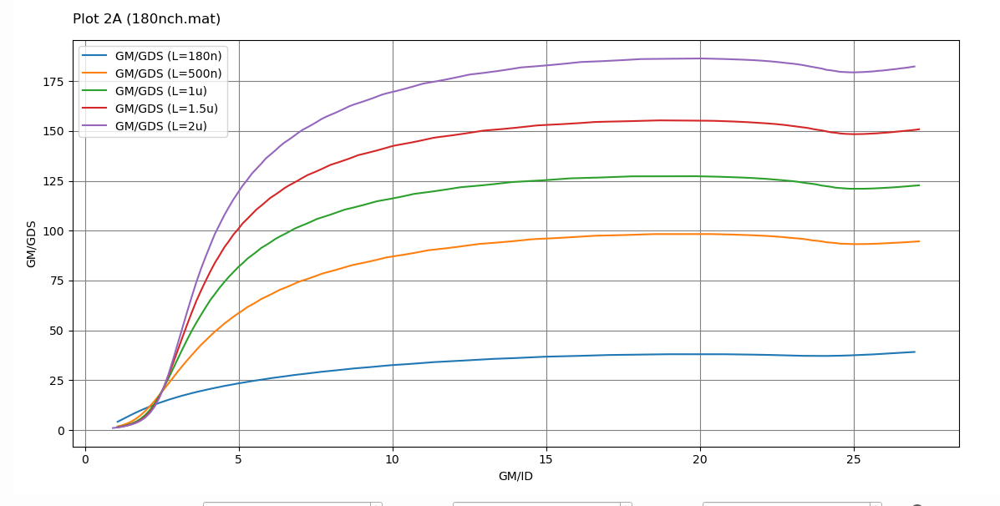 Plot 2A (180nch.mat)
GM/GDS (L=180n)
GM/GDS (L=500n)
GM/GDS (L=1u)
GM/GDS (L=1.5u)
GM/GDS (L=2u)
GM/GDS
175
150
125
100
75
50
25
0
0 5 10 15 20 25
GM/ID